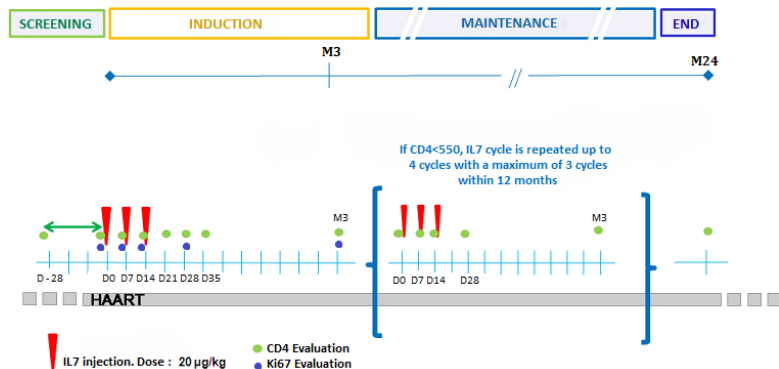 SCREENING INDUCTION MAINTENANCE END
M3
M24
If CD4<550, IL7 cycle is repeated up to
4 cycles with a maximum of 3 cycles
within 12 months
M3 M3
D - 28 D0 D7 D14 D21 D28 D35 D0 D7 D14 D28
HAART
IL7 injection. Dose : 20 µg/kg
CD4 Evaluation
Ki67 Evaluation